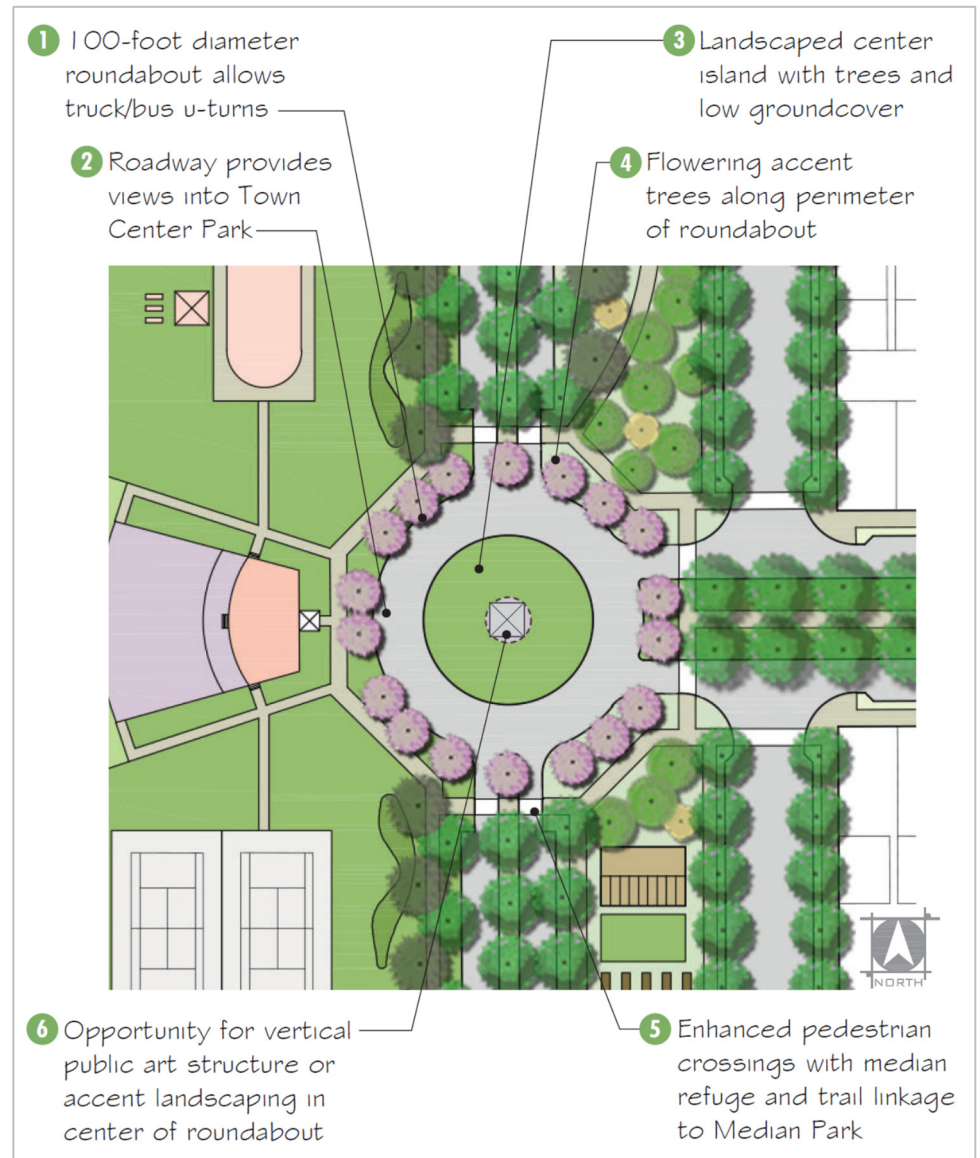 1 100-foot diameter
roundabout allows
truck/bus u-turns
2 Roadway provides
views into Town
Center Park
3 Landscaped center
island with trees and
low groundcover
4 Flowering accent
trees along perimeter
of roundabout
NORTH
6 Opportunity for vertical
public art structure or
accent landscaping in
center of roundabout
5 Enhanced pedestrian
crossings with median
refuge and trail linkage
to Median Park